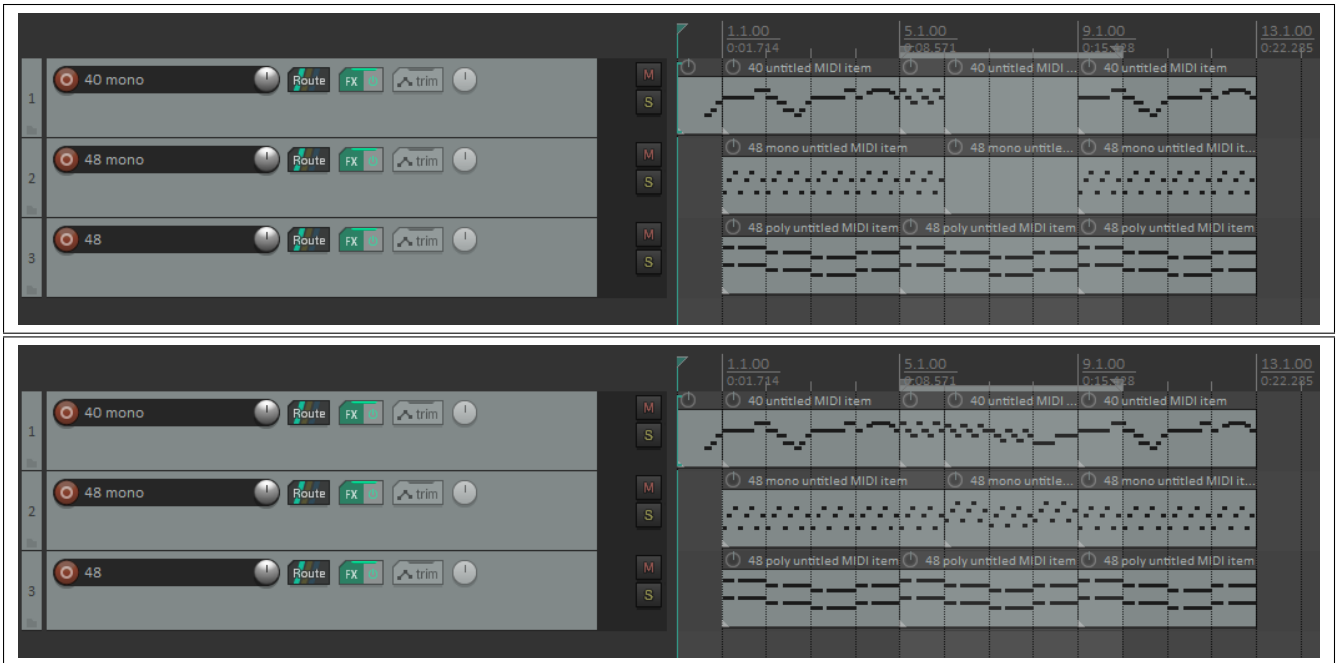 1.1.00 5.1.00 9.1.00 13.1.00
0:01.714 0:08.571 0:15.428 0:22.285
1 40 mono Route FX trim M 40 untitled MIDI item 40 untitled MIDI ... 40 untitled MIDI item
S
2 48 mono Route FX trim M 48 mono untitled MIDI item 48 mono untitle... 48 mono untitled MIDI it...
S
3 48 Route FX trim M 48 poly untitled MIDI item 48 poly untitled MIDI item 48 poly untitled MIDI item
S
1.1.00 5.1.00 9.1.00 13.1.00
0:01.714 0:08.571 0:15.428 0:22.285
1 40 mono Route FX trim M 40 untitled MIDI item 40 untitled MIDI ... 40 untitled MIDI item
S
2 48 mono Route FX trim M 48 mono untitled MIDI item 48 mono untitle... 48 mono untitled MIDI it...
S
3 48 Route FX trim M 48 poly untitled MIDI item 48 poly untitled MIDI item 48 poly untitled MIDI item
S